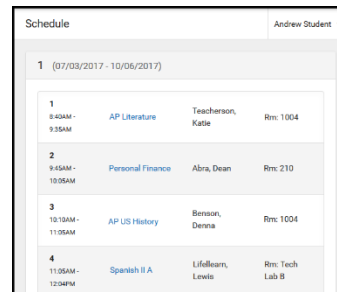 Schedule
Andrew Student
1 (07/03/2017 - 10/06/2017)
1
8:40AM -
9:35AM
AP Literature
Teacherson,
Katie
Rm: 1004
2
9:45AM -
10:05AM
Personal Finance
Abra, Dean
Rm: 210
3
10:10AM -
11:05AM
AP US History
Benson,
Denna
Rm: 1004
4
11:05AM -
12:04PM
Spanish II A
Lifellearn,
Lewis
Rm: Tech
Lab B